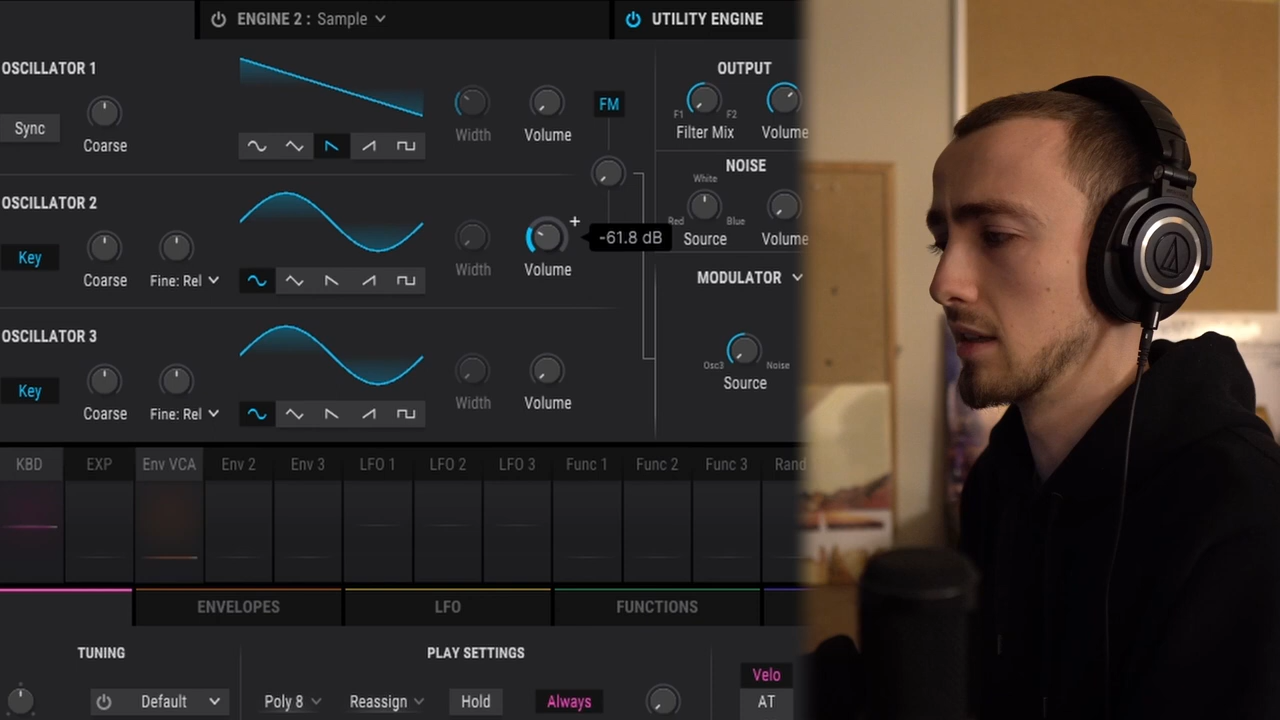 ENGINE 2 : Sample
UTILITY ENGINE
OSCILLATOR 1
Sync
Coarse
Width
Volume
FM
OSCILLATOR 2
Key
Coarse
Fine: Rel
Width
Volume
-61.8 dB
OSCILLATOR 3
Key
Coarse
Fine: Rel
Width
Volume
OUTPUT
F1 F2
Filter Mix
Volume
NOISE
White
Red Blue
Source
Volume
MODULATOR
Osc3 Noise
Source
KBD EXP Env VCA Env 2 Env 3 LFO 1 LFO 2 LFO 3 Func 1 Func 2 Func 3 Rand
ENVELOPES LFO FUNCTIONS
TUNING
Default
PLAY SETTINGS
Poly 8 Reassign Hold Always
Velo
AT